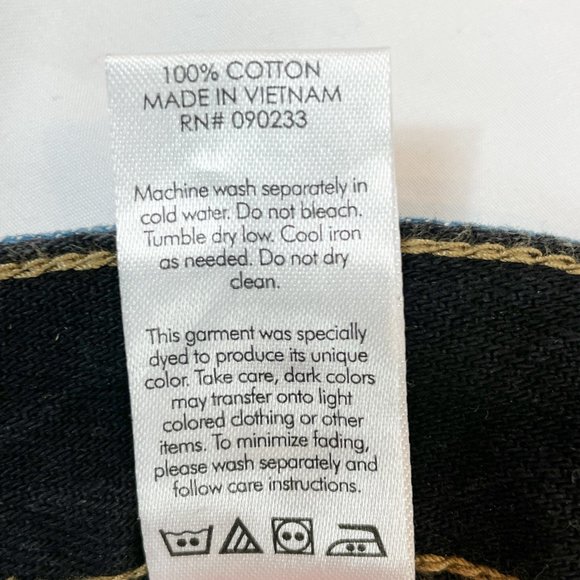 100% COTTON
MADE IN VIETNAM
RN# 090233
Machine wash separately in
cold water. Do not bleach.
Tumble dry low. Cool iron
as needed. Do not dry
clean.
This garment was specially
dyed to produce its unique
color. Take care, dark colors
may transfer onto light
colored clothing or other
items. To minimize fading,
please wash separately and
follow care instructions.